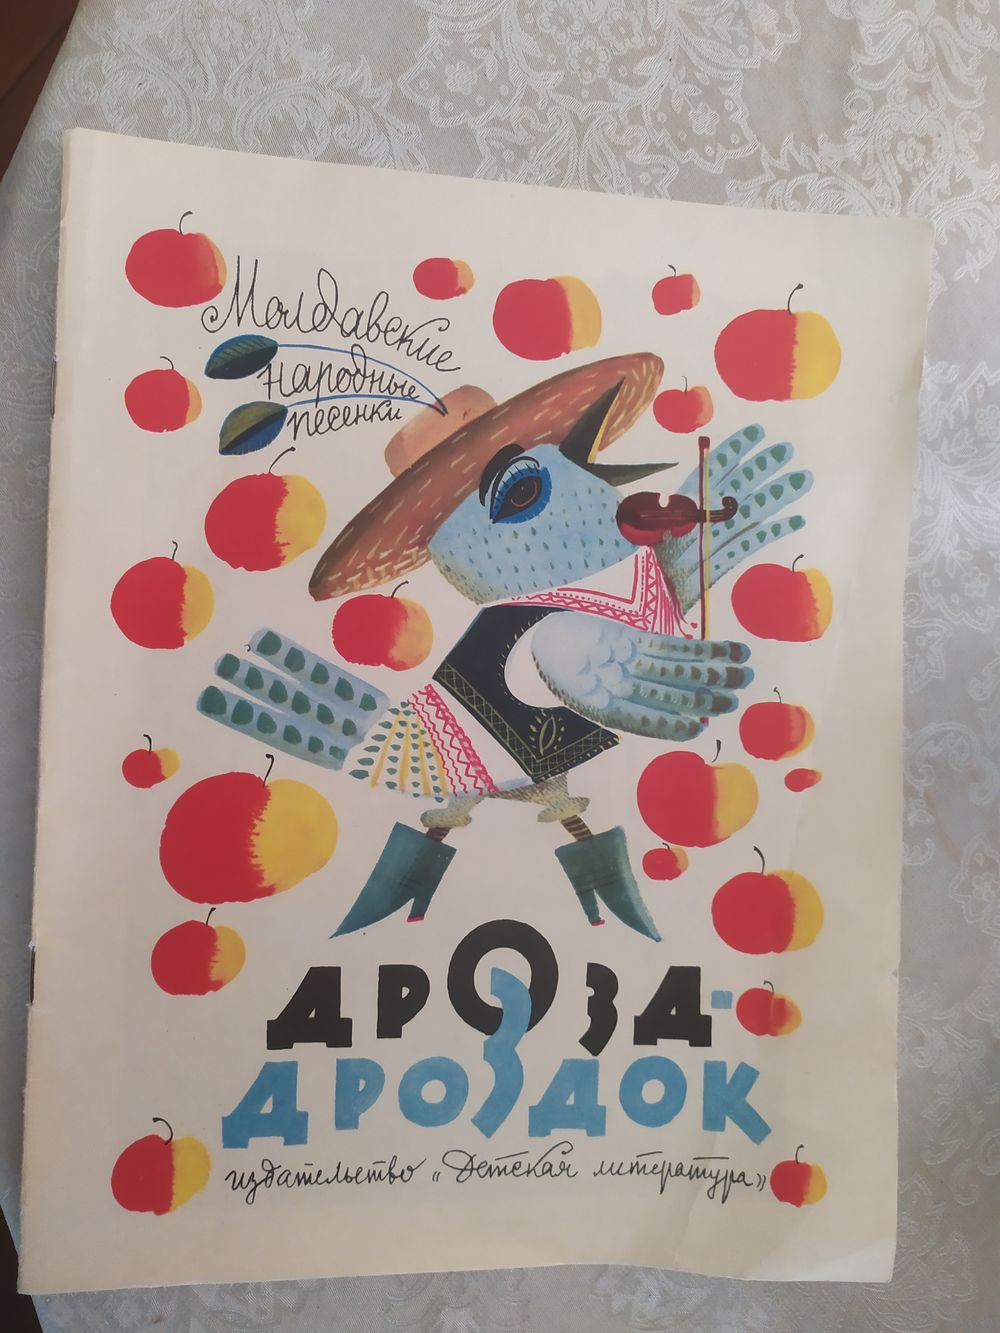 Молдавские
народные
песенки
ДРОЗД-
ДРОЗДОК
издательство „Детская литература"